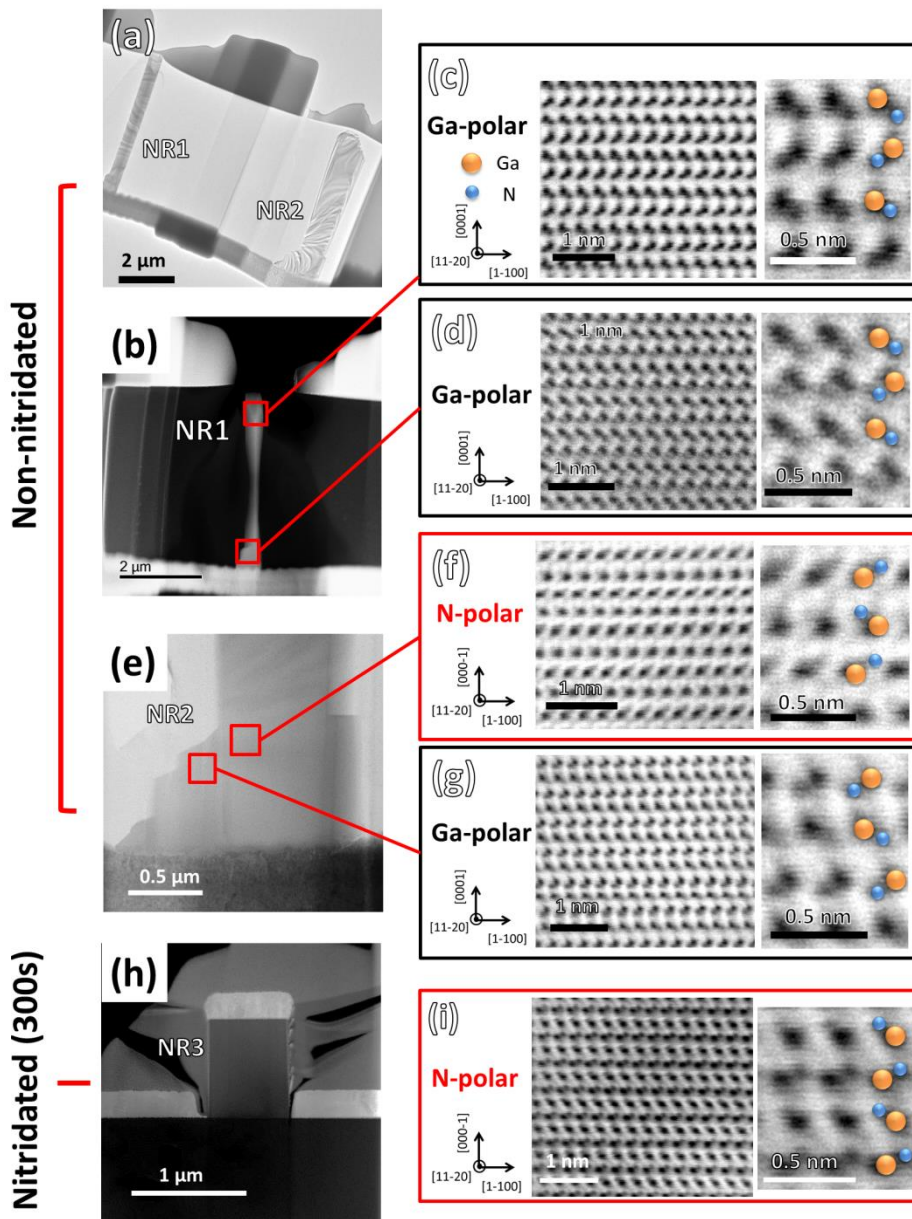 Non-nitridated
(a)
NR1
NR2
2 µm
(b)
NR1
2 µm
(e)
NR2
0.5 µm
Nitridated (300s)
(h)
NR3
1 µm
(c)
Ga-polar
Ga
N
[0001]
[11-20]
[1-100]
1 nm
0.5 nm
(d)
Ga-polar
[0001]
[11-20]
[1-100]
1 nm
1 nm
0.5 nm
(f)
N-polar
[000-1]
[11-20]
[1-100]
1 nm
0.5 nm
(g)
Ga-polar
[0001]
[11-20]
[1-100]
1 nm
0.5 nm
(i)
N-polar
[000-1]
[11-20]
[1-100]
1 nm
0.5 nm